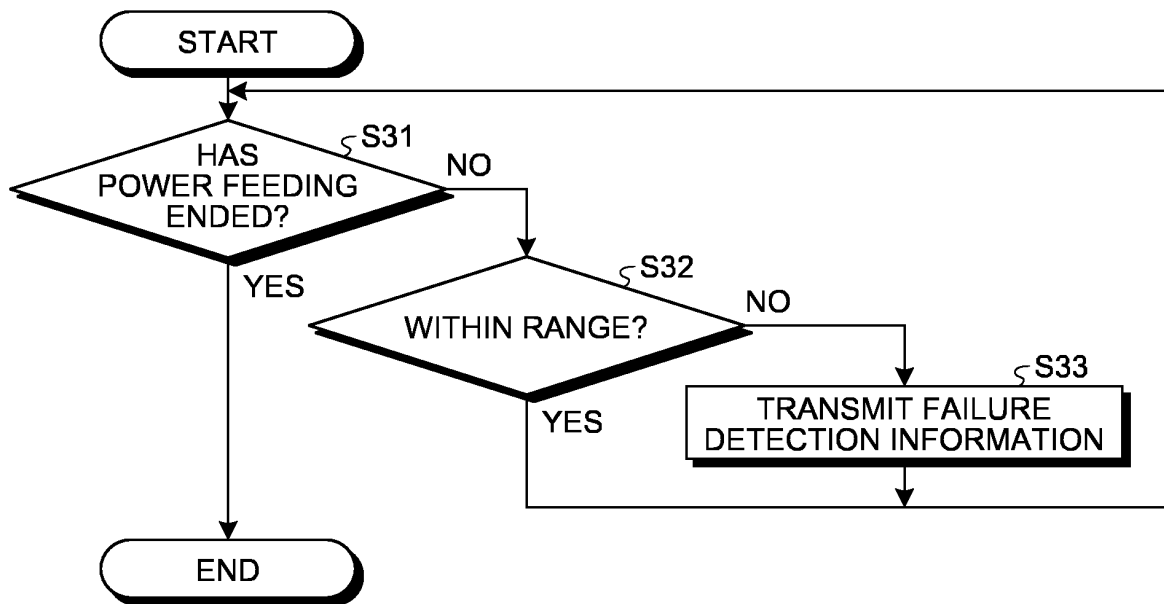 START
S31
HAS
POWER FEEDING
ENDED?
NO
YES
S32
WITHIN RANGE?
NO
YES
S33
TRANSMIT FAILURE
DETECTION INFORMATION
END